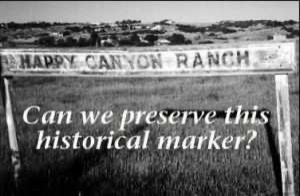 HAPPY CANYON RANCH
Can we preserve this
historical marker?